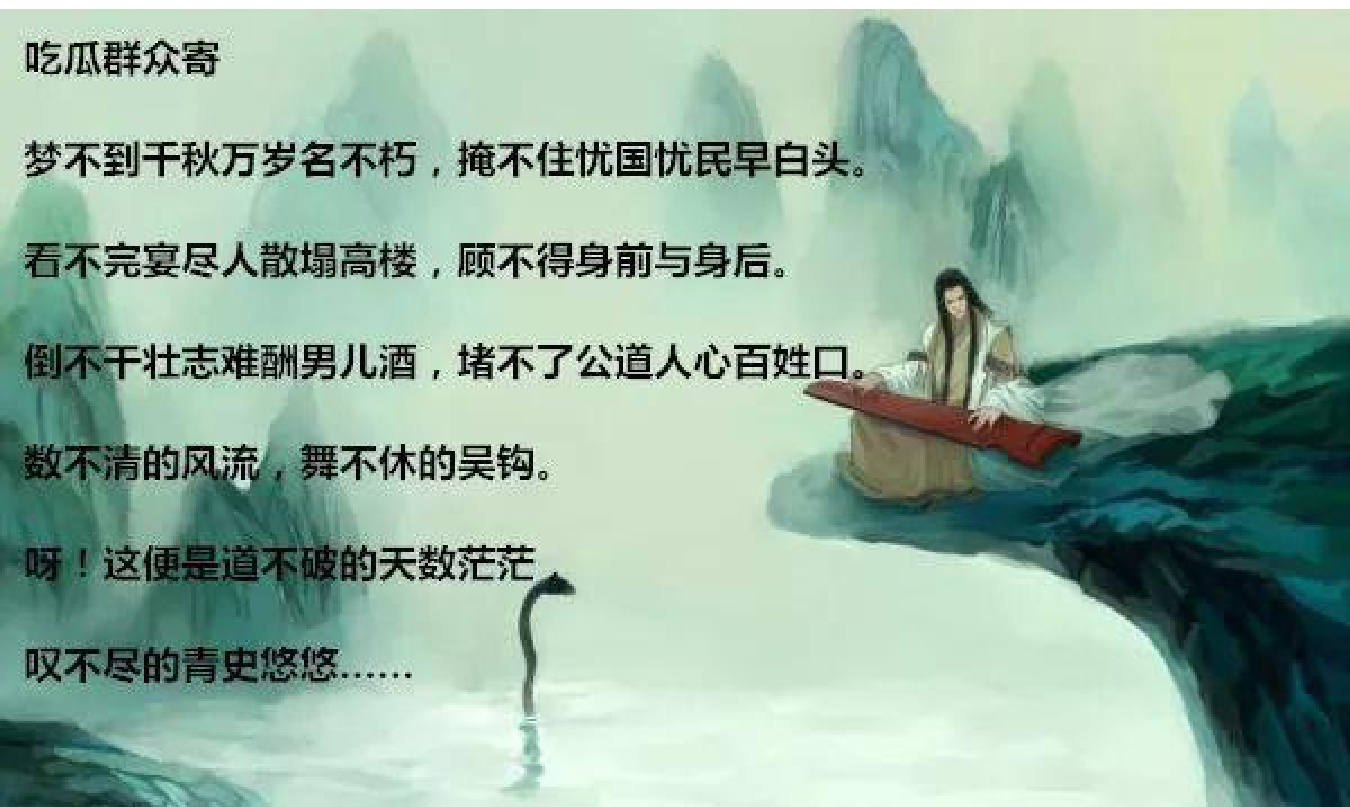 吃瓜群众寄
梦不到千秋万岁名不朽，掩不住忧国忧民早白头。
看不完宴尽人散塌高楼，顾不得身前与身后。
倒不干壮志难酬男儿酒，堵不了公道人心百姓口。
数不清的风流，舞不休的吴钩。
呀！这便是道不破的天数茫茫
叹不尽的青史悠悠……